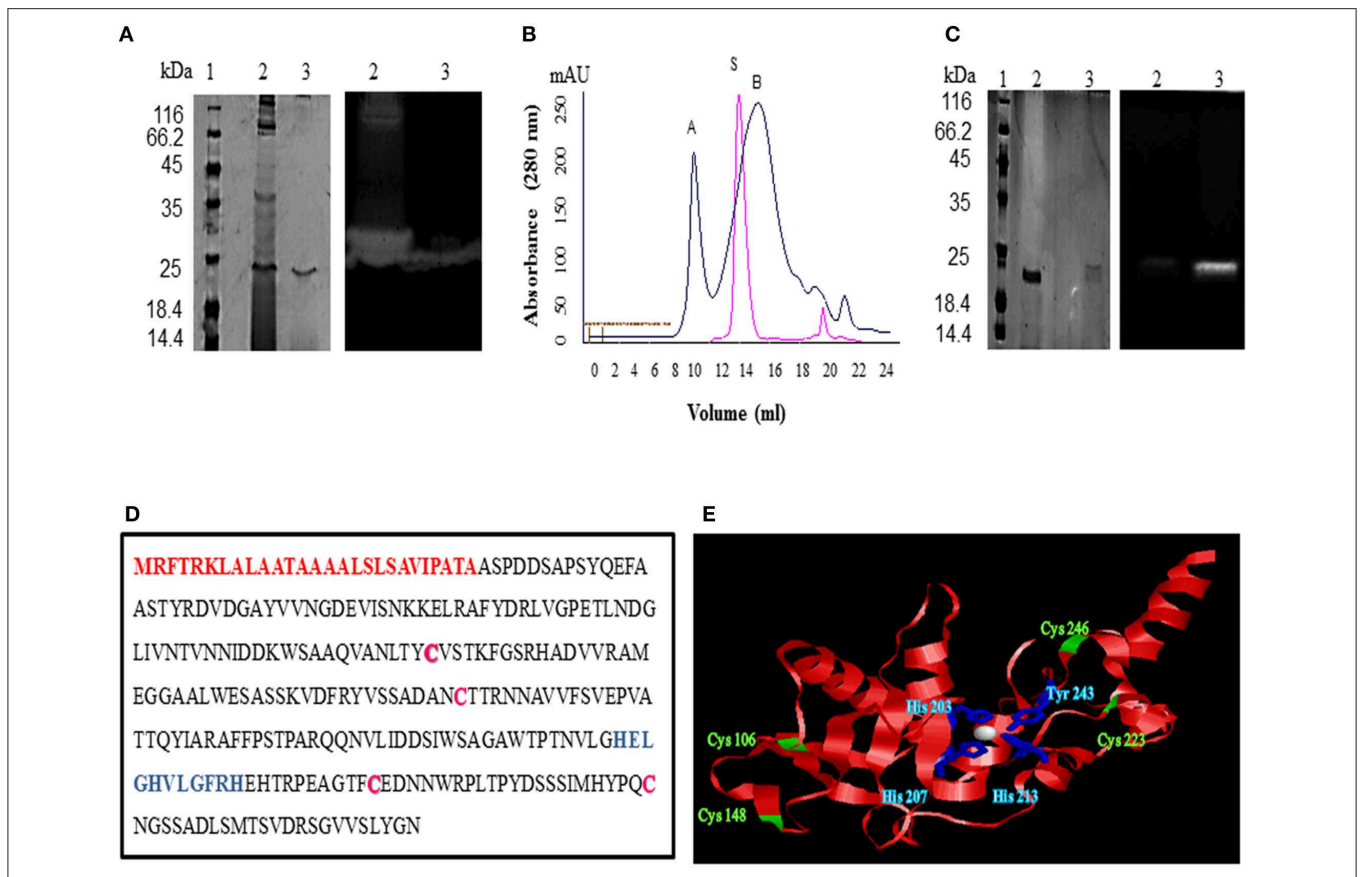 A
kDa 1 2 3 2 3
116
66.2
45
35
25
18.4
14.4
B
mAU
S
B
A
250
200
150
100
50
0
Absorbance (280 nm)
0 2 4 6 8 10 12 14 16 18 20 22 24
Volume (ml)
C
kDa 1 2 3 2 3
116
66.2
45
35
25
18.4
14.4
D
MRFTRKLALAATAAAALSLSAVIPATAASPDDSAPSYQEFA
ASTYRDVDGAYVVNGDEVISNKKELRAFYDRLVGPETLNDG
LIVNTVNNIDDKWSAAQVANLTYCVSTKFGSRHADVVRAM
EGGAALWESASSKVDFRYVSSADANCTTRNNAVVFSVEPVA
TTQYIARAFFPSTPARQQNVLIDDSIWSAGAWTPTNVLGHEL
GHVLGFRHEHTRPEAGTFCEDNNWRPLTPYDSSSIMHYPQC
NGSSADLSMTSVDRSGVVSLYGN
E
Cys 246
Tyr 243
His 203
Cys 106
Cys 223
His 207
His 213
Cys 148